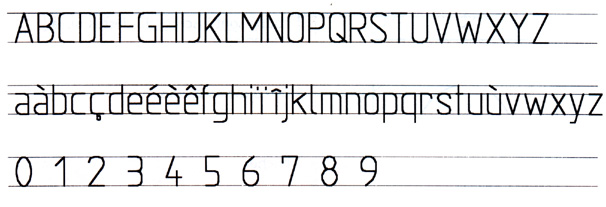 ABCDEFGHIJKLMNOPQRSTUVWXYZ
aàbcçdeéèêfghiïîjklmnopqrstuùvwxyz
0 1 2 3 4 5 6 7 8 9